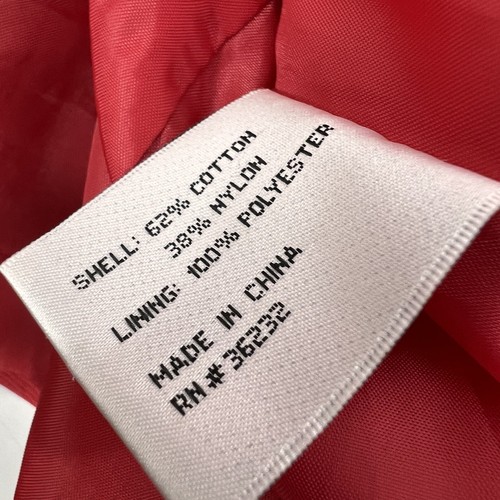 SHELL: 62% COTTON
38% NYLON
LINING: 100% POLYESTER
MADE IN CHINA
RN# 36232